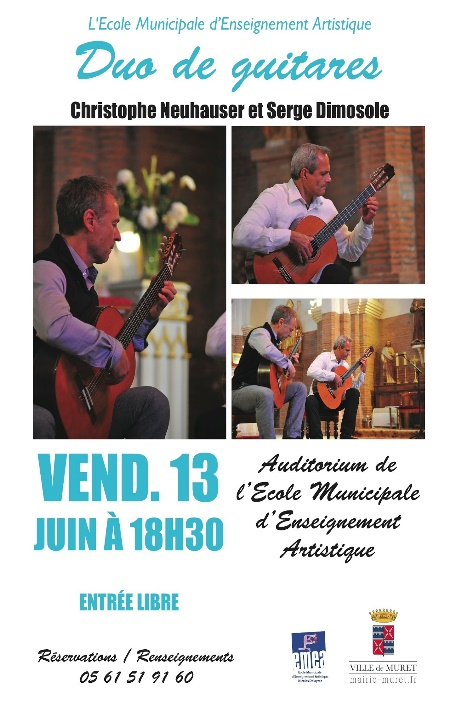 L'Ecole Municipale d'Enseignement Artistique
Duo de guitares
Christophe Neuhauser et Serge Dimosole
VEND. 13
JUIN À 18H30
Auditorium de
l'Ecole Municipale
d'Enseignement
Artistique
ENTRÉE LIBRE
Réservations / Renseignements
05 61 51 91 60
emea
VILLE de MURET
mairie-muret.fr